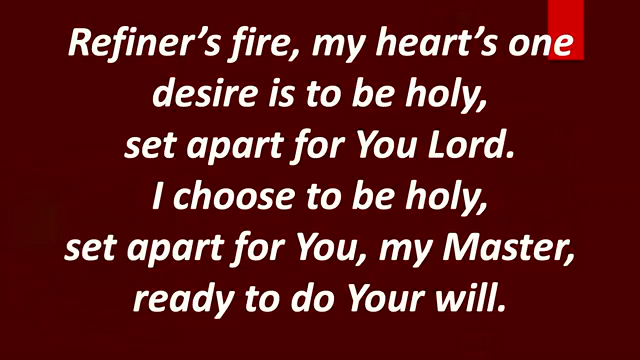 Refiner’s fire, my heart’s one
desire is to be holy,
set apart for You Lord.
I choose to be holy,
set apart for You, my Master,
ready to do Your will.